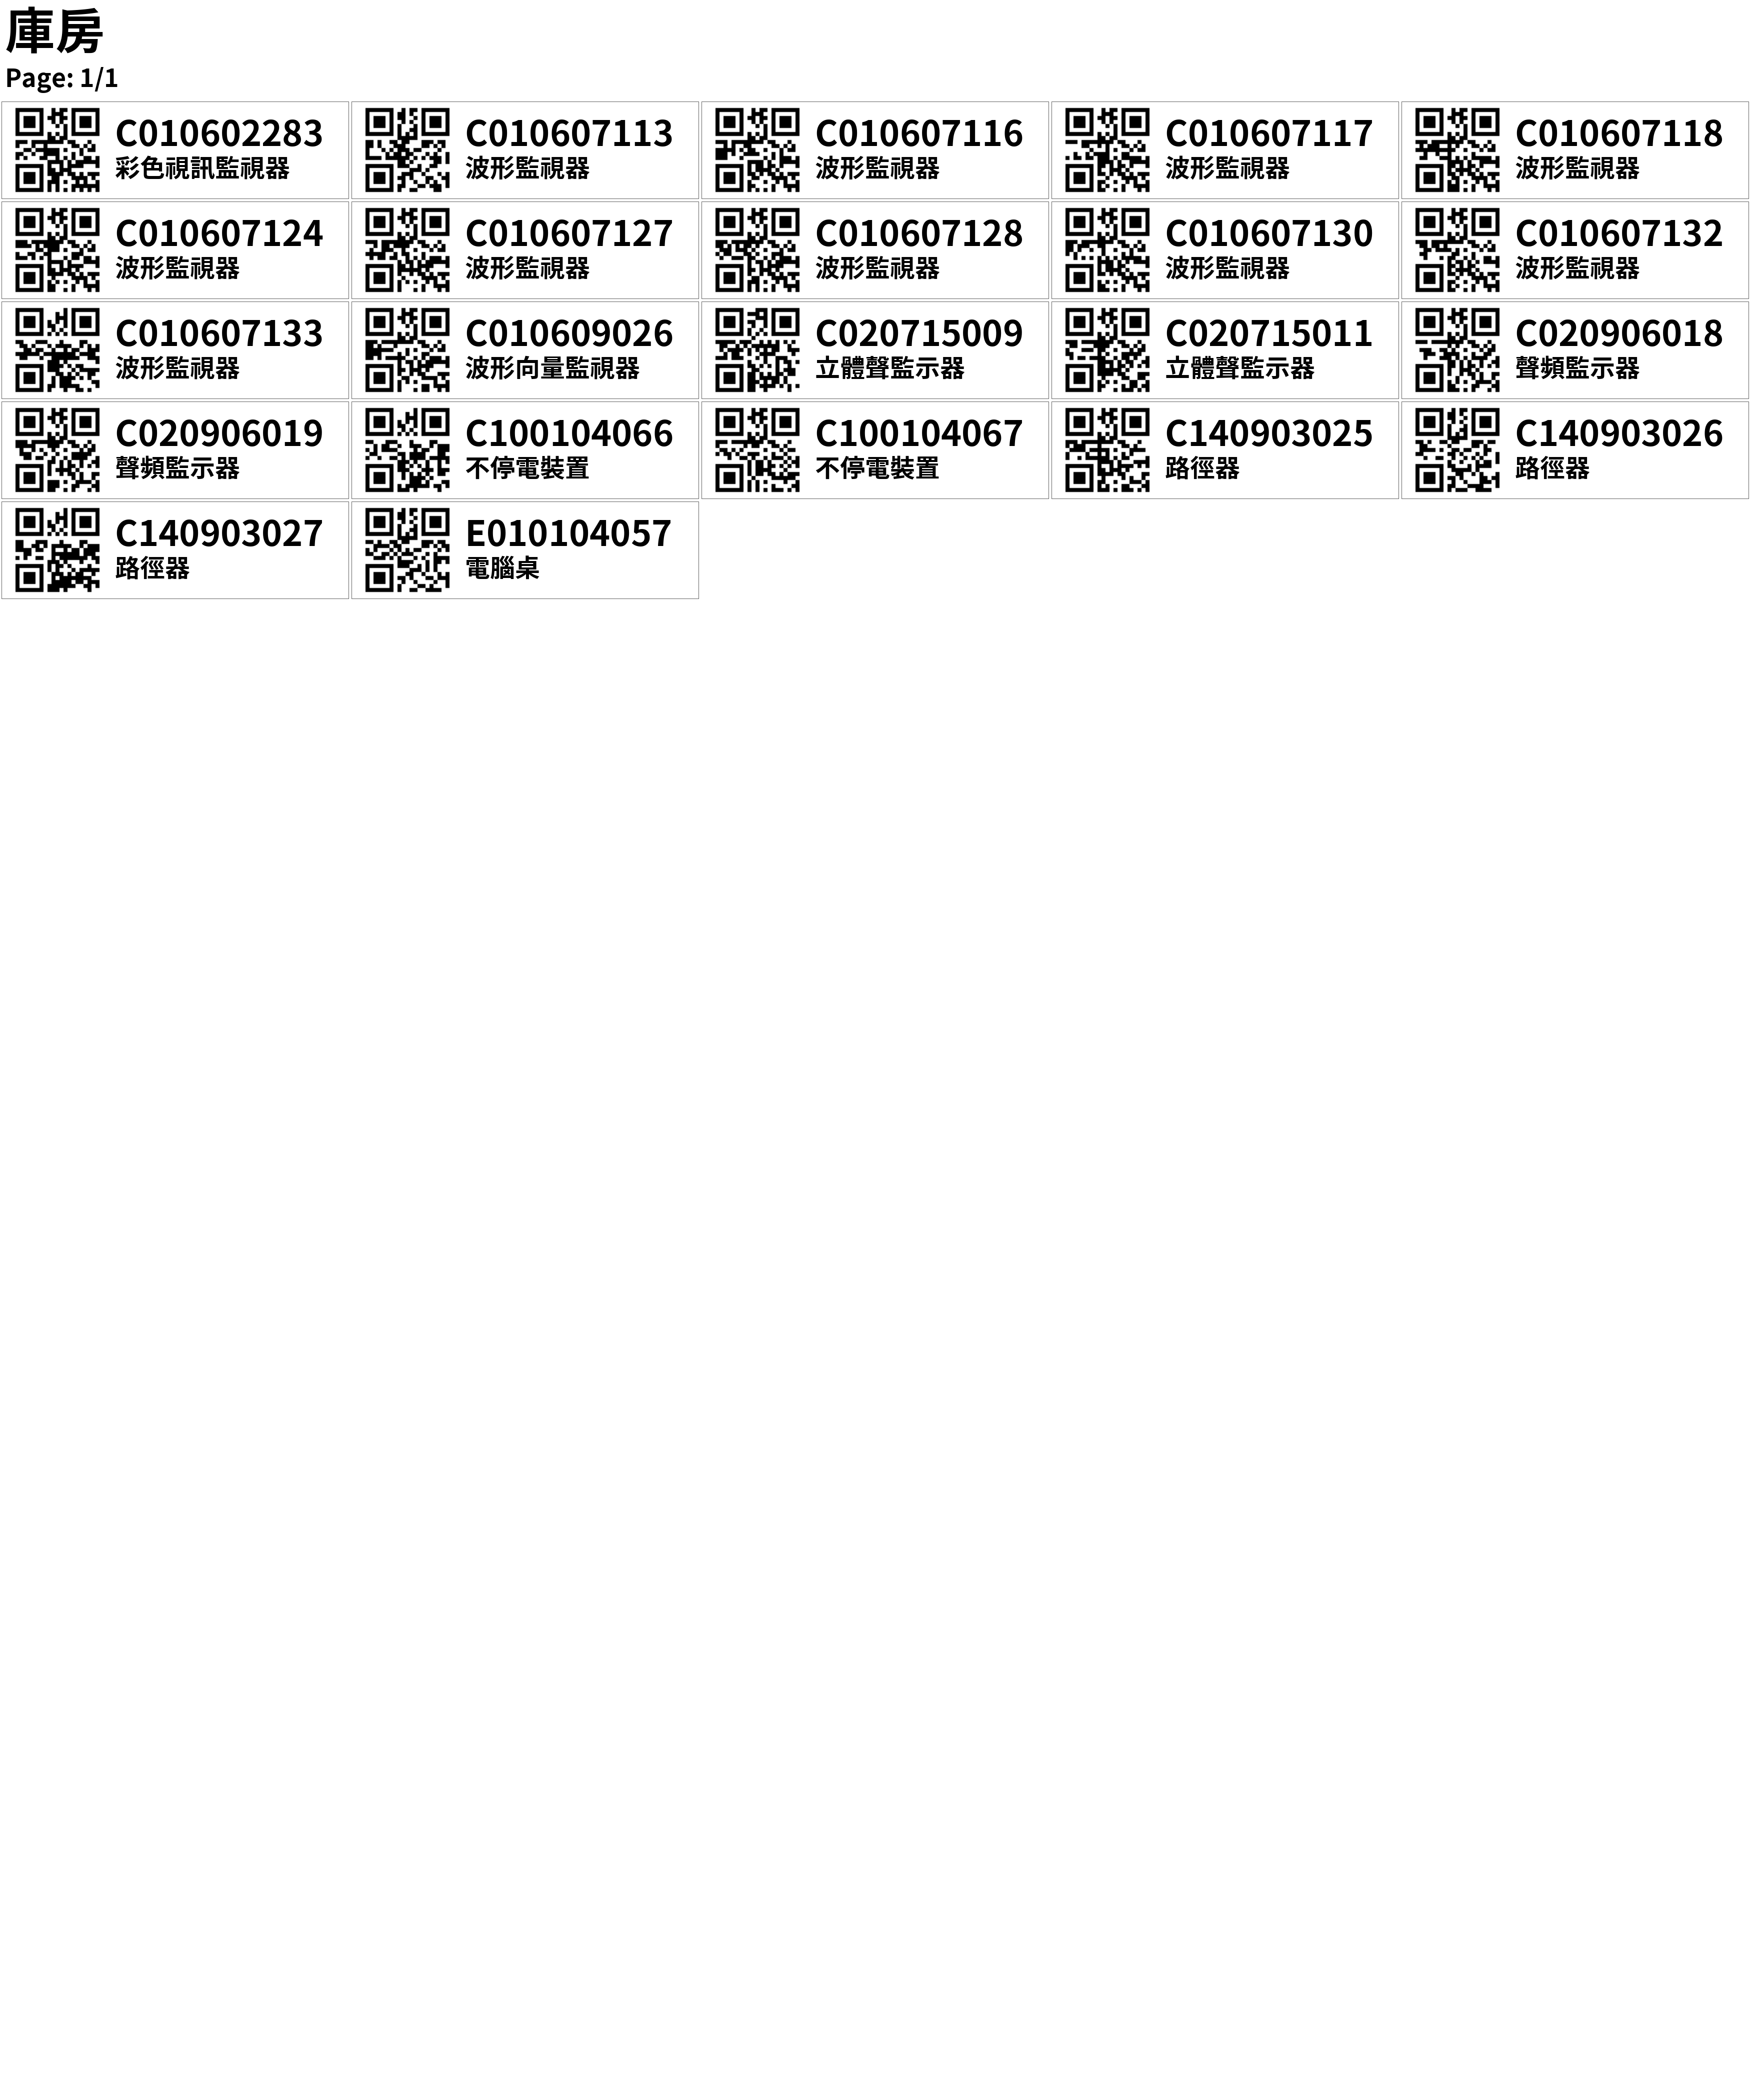 庫房
Page: 1/1
C010602283
彩色視訊監視器
C010607113
波形監視器
C010607116
波形監視器
C010607117
波形監視器
C010607118
波形監視器
C010607124
波形監視器
C010607127
波形監視器
C010607128
波形監視器
C010607130
波形監視器
C010607132
波形監視器
C010607133
波形監視器
C010609026
波形向量監視器
C020715009
立體聲監示器
C020715011
立體聲監示器
C020906018
聲頻監示器
C020906019
聲頻監示器
C100104066
不停電裝置
C100104067
不停電裝置
C140903025
路徑器
C140903026
路徑器
C140903027
路徑器
E010104057
電腦桌